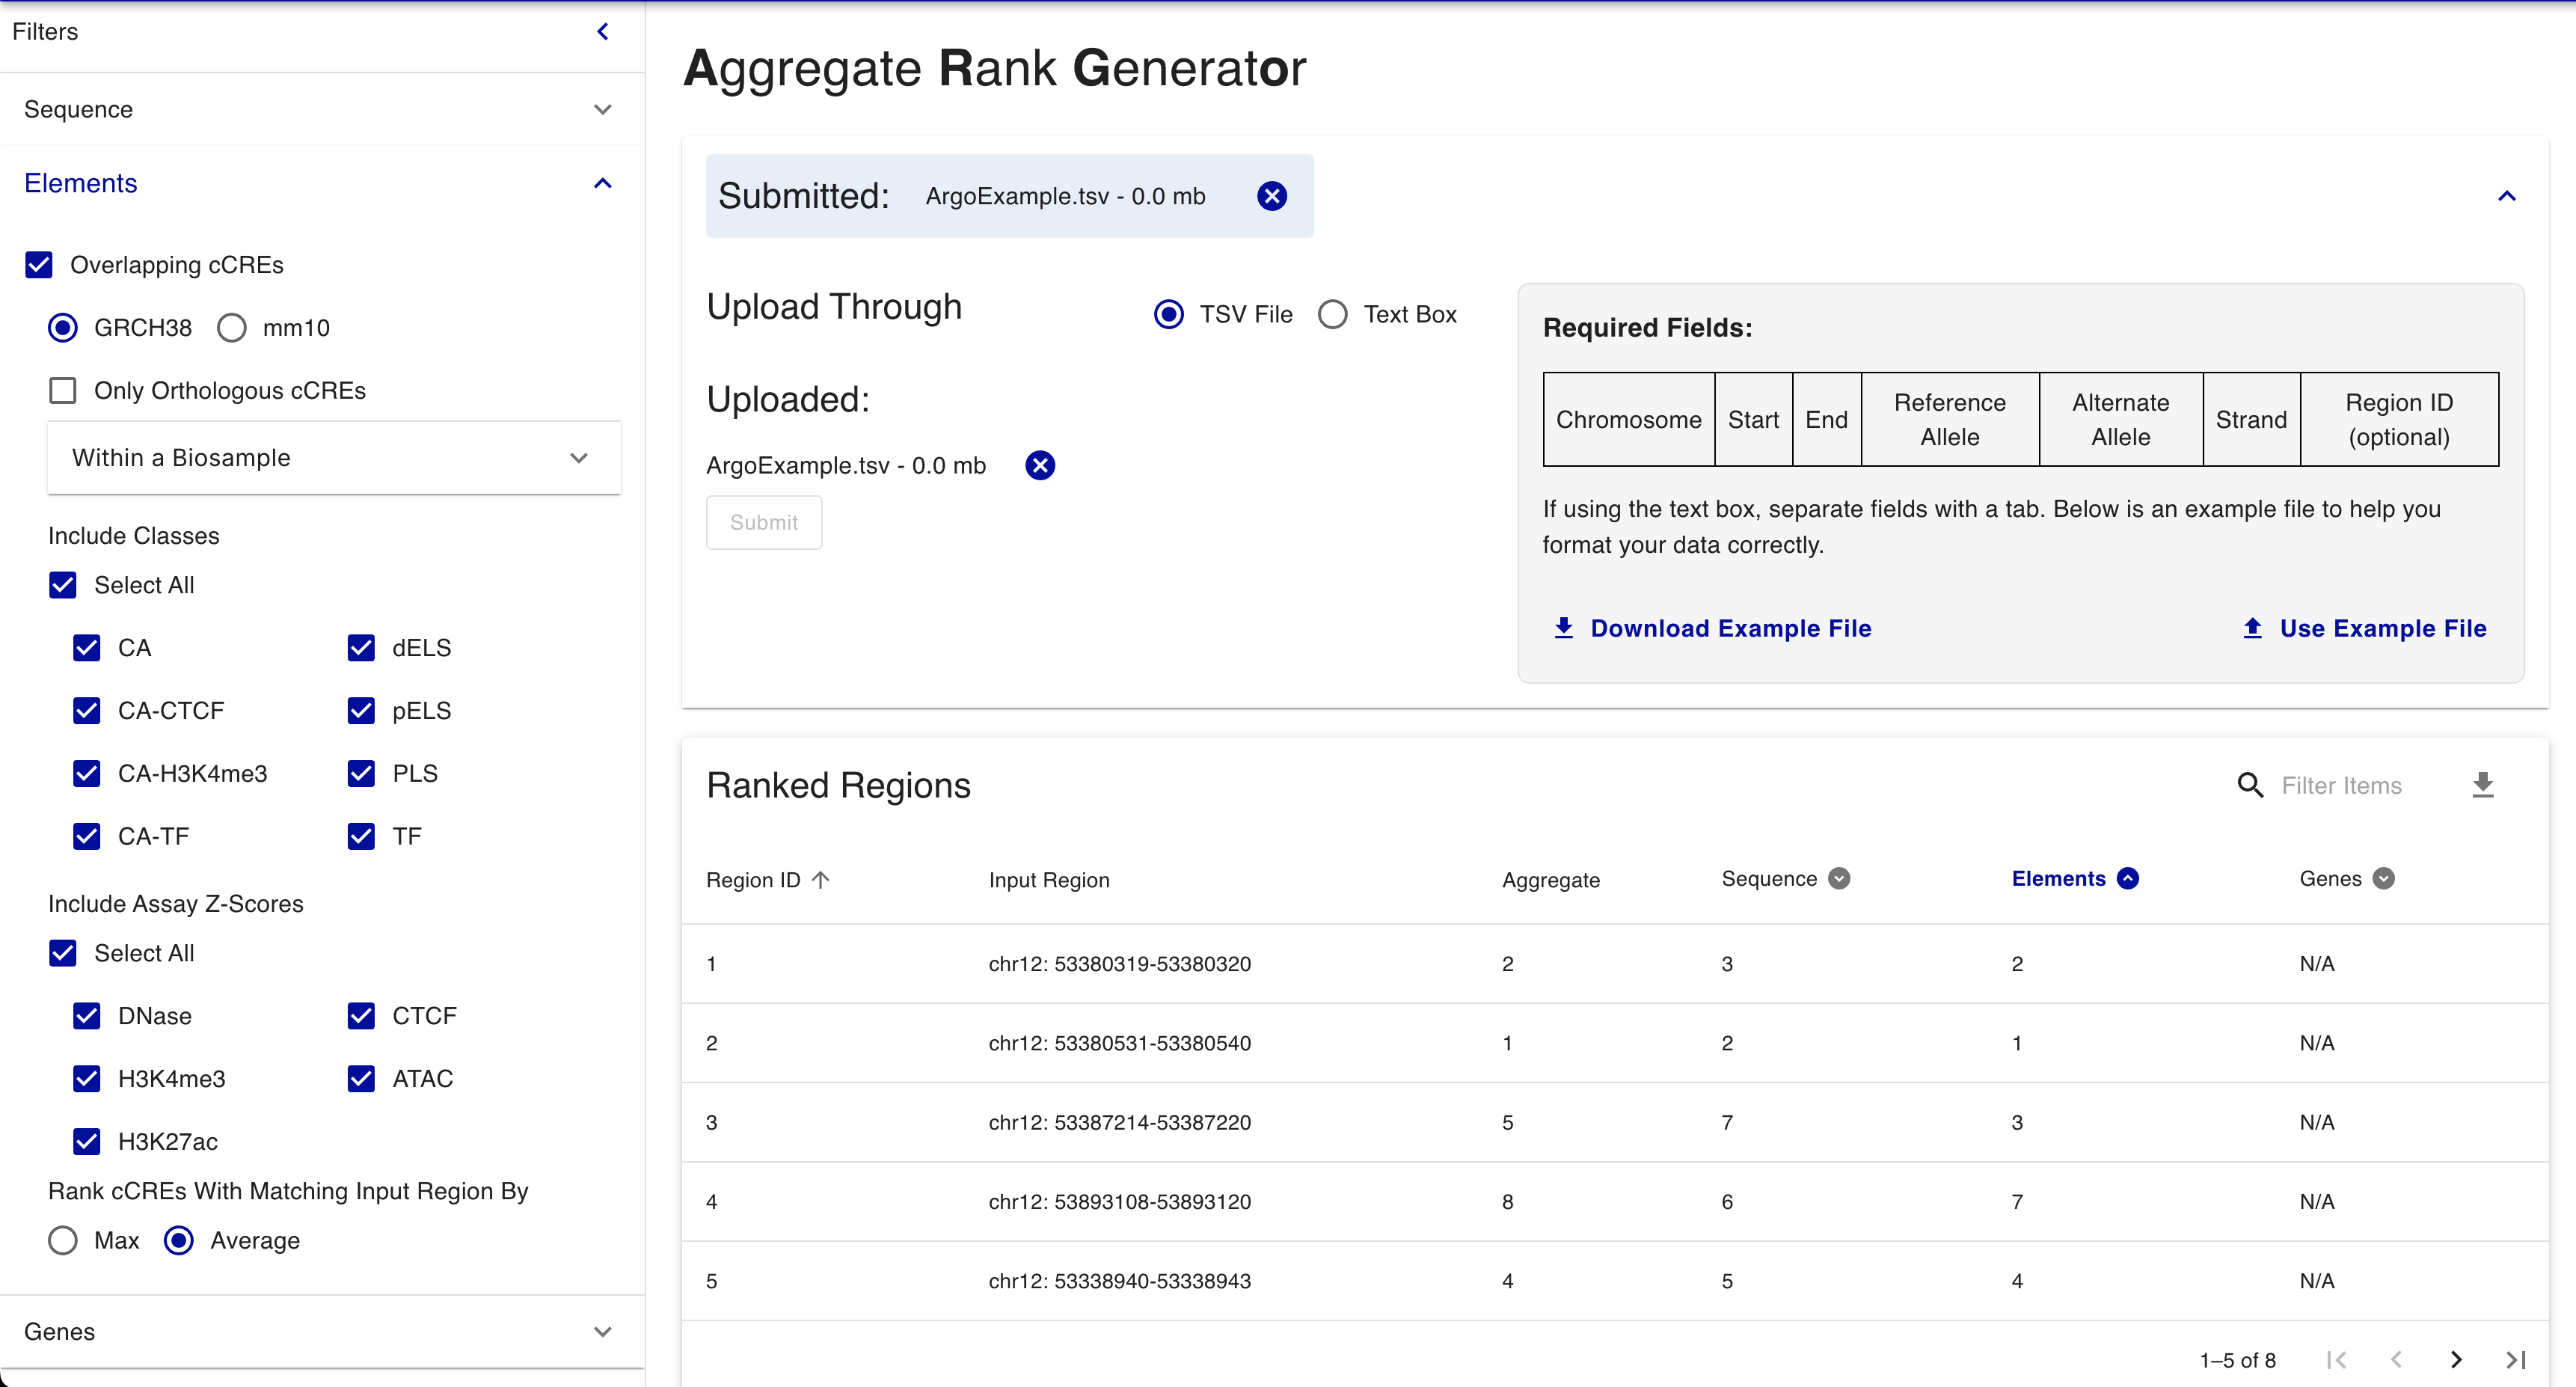 Filters
Sequence
Elements
Overlapping cCREs
GRCH38 mm10
Only Orthologous cCREs
Within a Biosample
Include Classes
Select All
CA dELS
CA-CTCF pELS
CA-H3K4me3 PLS
CA-TF TF
Include Assay Z-Scores
Select All
DNase CTCF
H3K4me3 ATAC
H3K27ac
Rank cCREs With Matching Input Region By
Max Average
Genes
Aggregate Rank Generator
Submitted: ArgoExample.tsv - 0.0 mb
Upload Through TSV File Text Box
Uploaded:
ArgoExample.tsv - 0.0 mb
Submit
Required Fields:
Chromosome Start End Reference Allele Alternate Allele Strand Region ID (optional)
If using the text box, separate fields with a tab. Below is an example file to help you
format your data correctly.
Download Example File Use Example File
Ranked Regions Filter Items
Region ID Input Region Aggregate Sequence Elements Genes
1 chr12: 53380319-53380320 2 3 2 N/A
2 chr12: 53380531-53380540 1 2 1 N/A
3 chr12: 53387214-53387220 5 7 3 N/A
4 chr12: 53893108-53893120 8 6 7 N/A
5 chr12: 53338940-53338943 4 5 4 N/A
1–5 of 8